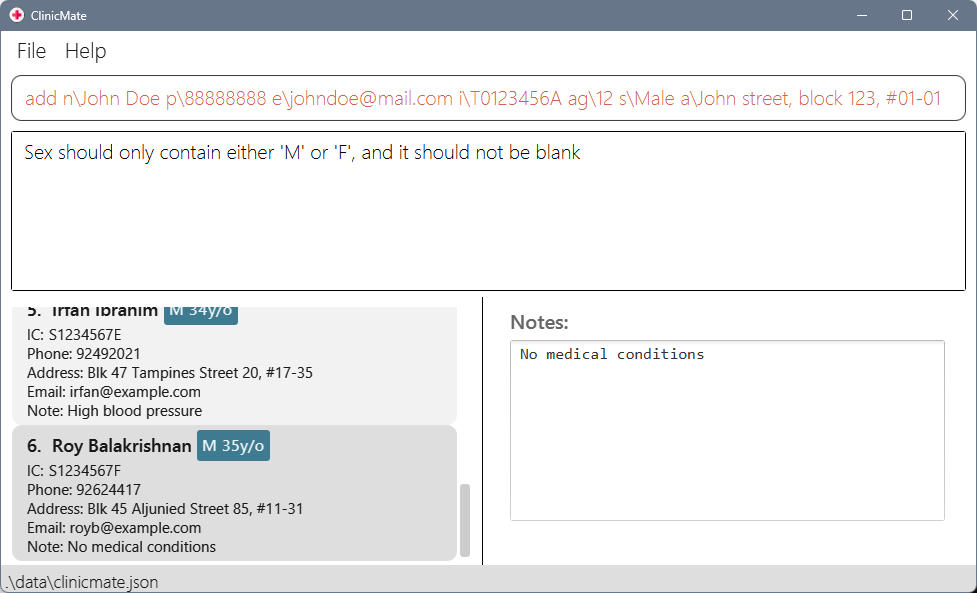 ClinicMate
File Help
add n\John Doe p\88888888 e\johndoe@mail.com i\T0123456A ag\12 s\Male a\John street, block 123, #01-01
Sex should only contain either 'M' or 'F', and it should not be blank
5. Irfan Ibrahim M 34y/o
IC: S1234567E
Phone: 92492021
Address: Blk 47 Tampines Street 20, #17-35
Email: irfan@example.com
Note: High blood pressure
6. Roy Balakrishnan M 35y/o
IC: S1234567F
Phone: 92624417
Address: Blk 45 Aljunied Street 85, #11-31
Email: royb@example.com
Note: No medical conditions
Notes:
No medical conditions
.\data\clinicmate.json